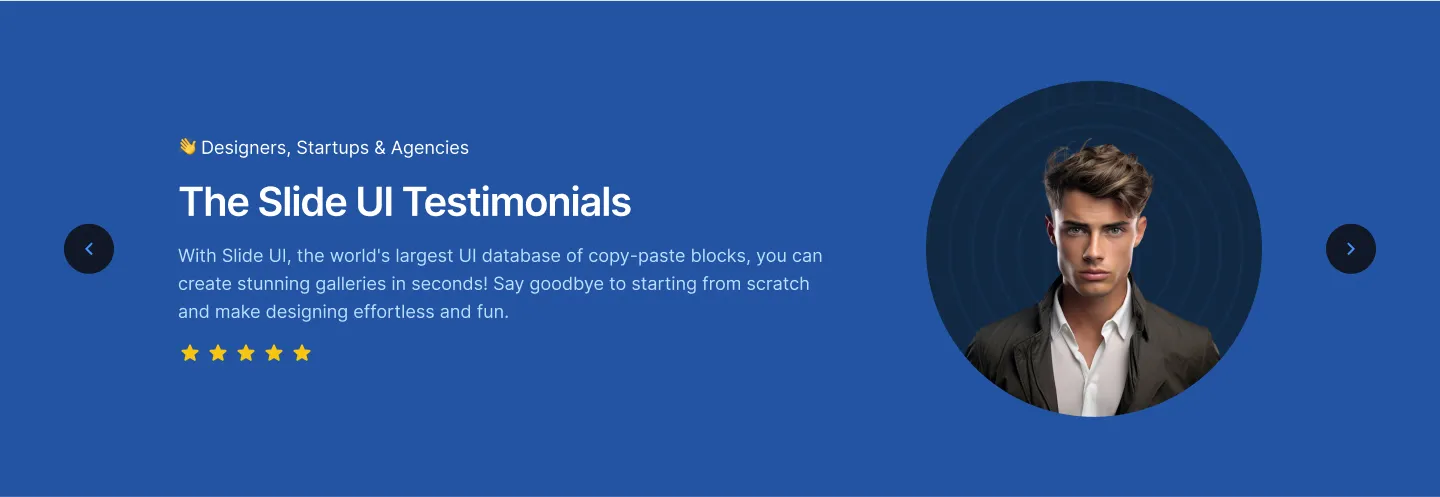 👋 Designers, Startups & Agencies
The Slide UI Testimonials
With Slide UI, the world's largest UI database of copy-paste blocks, you can
create stunning galleries in seconds! Say goodbye to starting from scratch
and make designing effortless and fun.